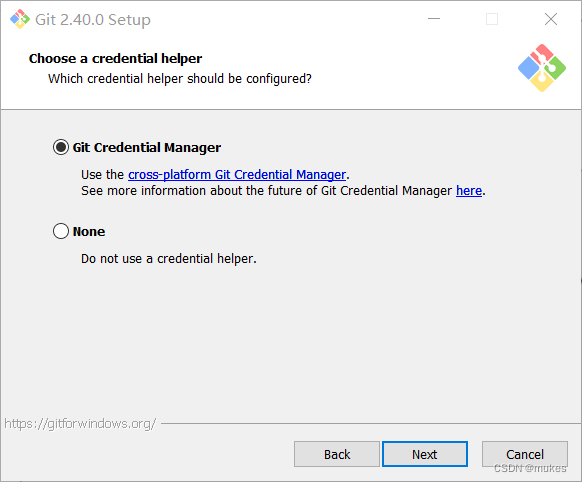 Git 2.40.0 Setup
Choose a credential helper
Which credential helper should be configured?
Git Credential Manager
Use the cross-platform Git Credential Manager.
See more information about the future of Git Credential Manager here.
None
Do not use a credential helper.
https://gitforwindows.org/
Back Next Cancel
CSDN @mukes